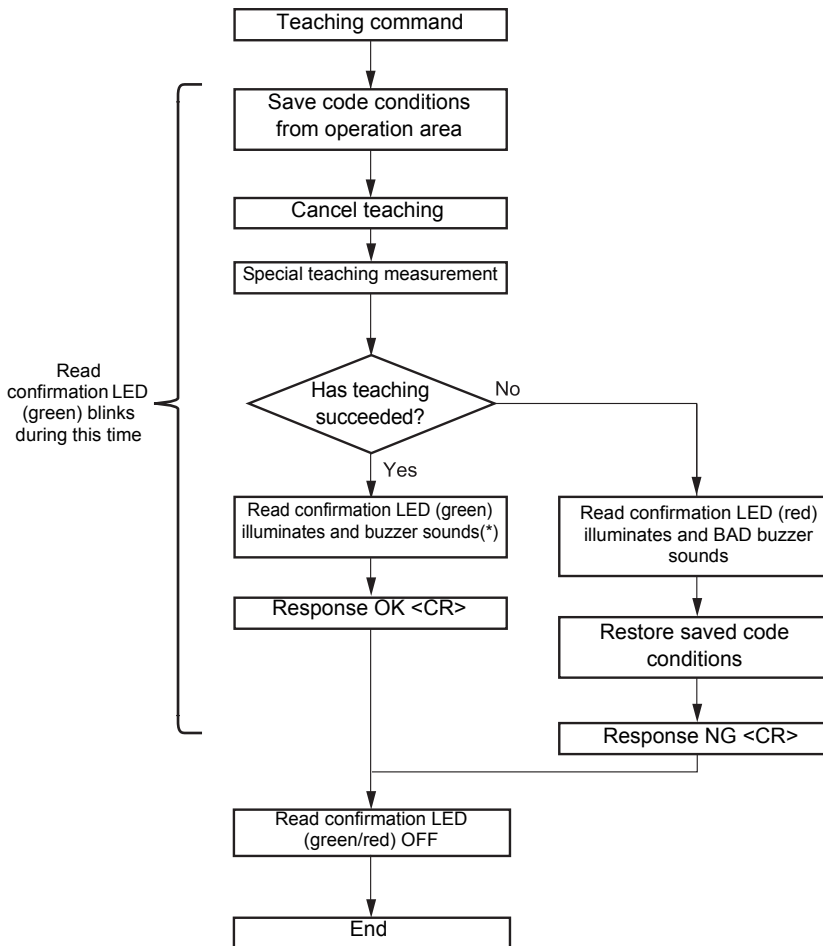 Teaching command
Save code conditions
from operation area
Cancel teaching
Special teaching measurement
Read
confirmation LED
(green) blinks
during this time
Has teaching
succeeded?
No
Yes
Read confirmation LED (green)
illuminates and buzzer sounds(*)
Read confirmation LED (red)
illuminates and BAD buzzer
sounds
Response OK <CR>
Restore saved code
conditions
Response NG <CR>
Read confirmation LED
(green/red) OFF
End